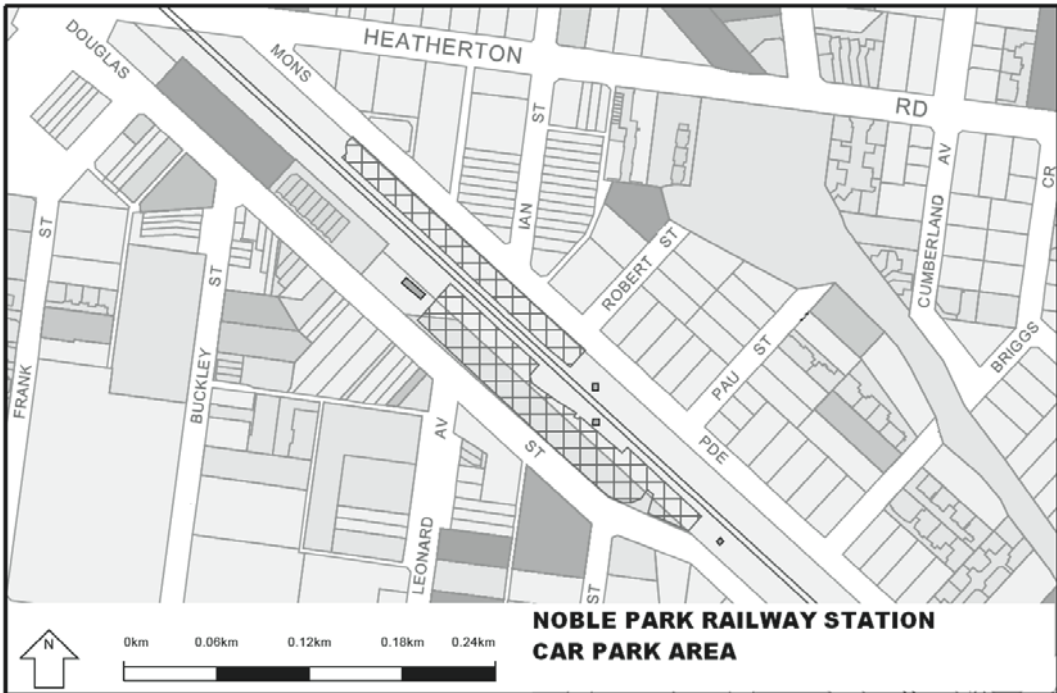 DOUGLAS
MONS
HEATHERTON
RD
ST
IAN
AV
CUMBERLAND
CR
BRIGGS
ST
ROBERT
ST
PAU
PDE
ST
FRANK
ST
BUCKLEY
AV
LEONARD
ST
ST
N
0km 0.06km 0.12km 0.18km 0.24km
NOBLE PARK RAILWAY STATION
CAR PARK AREA